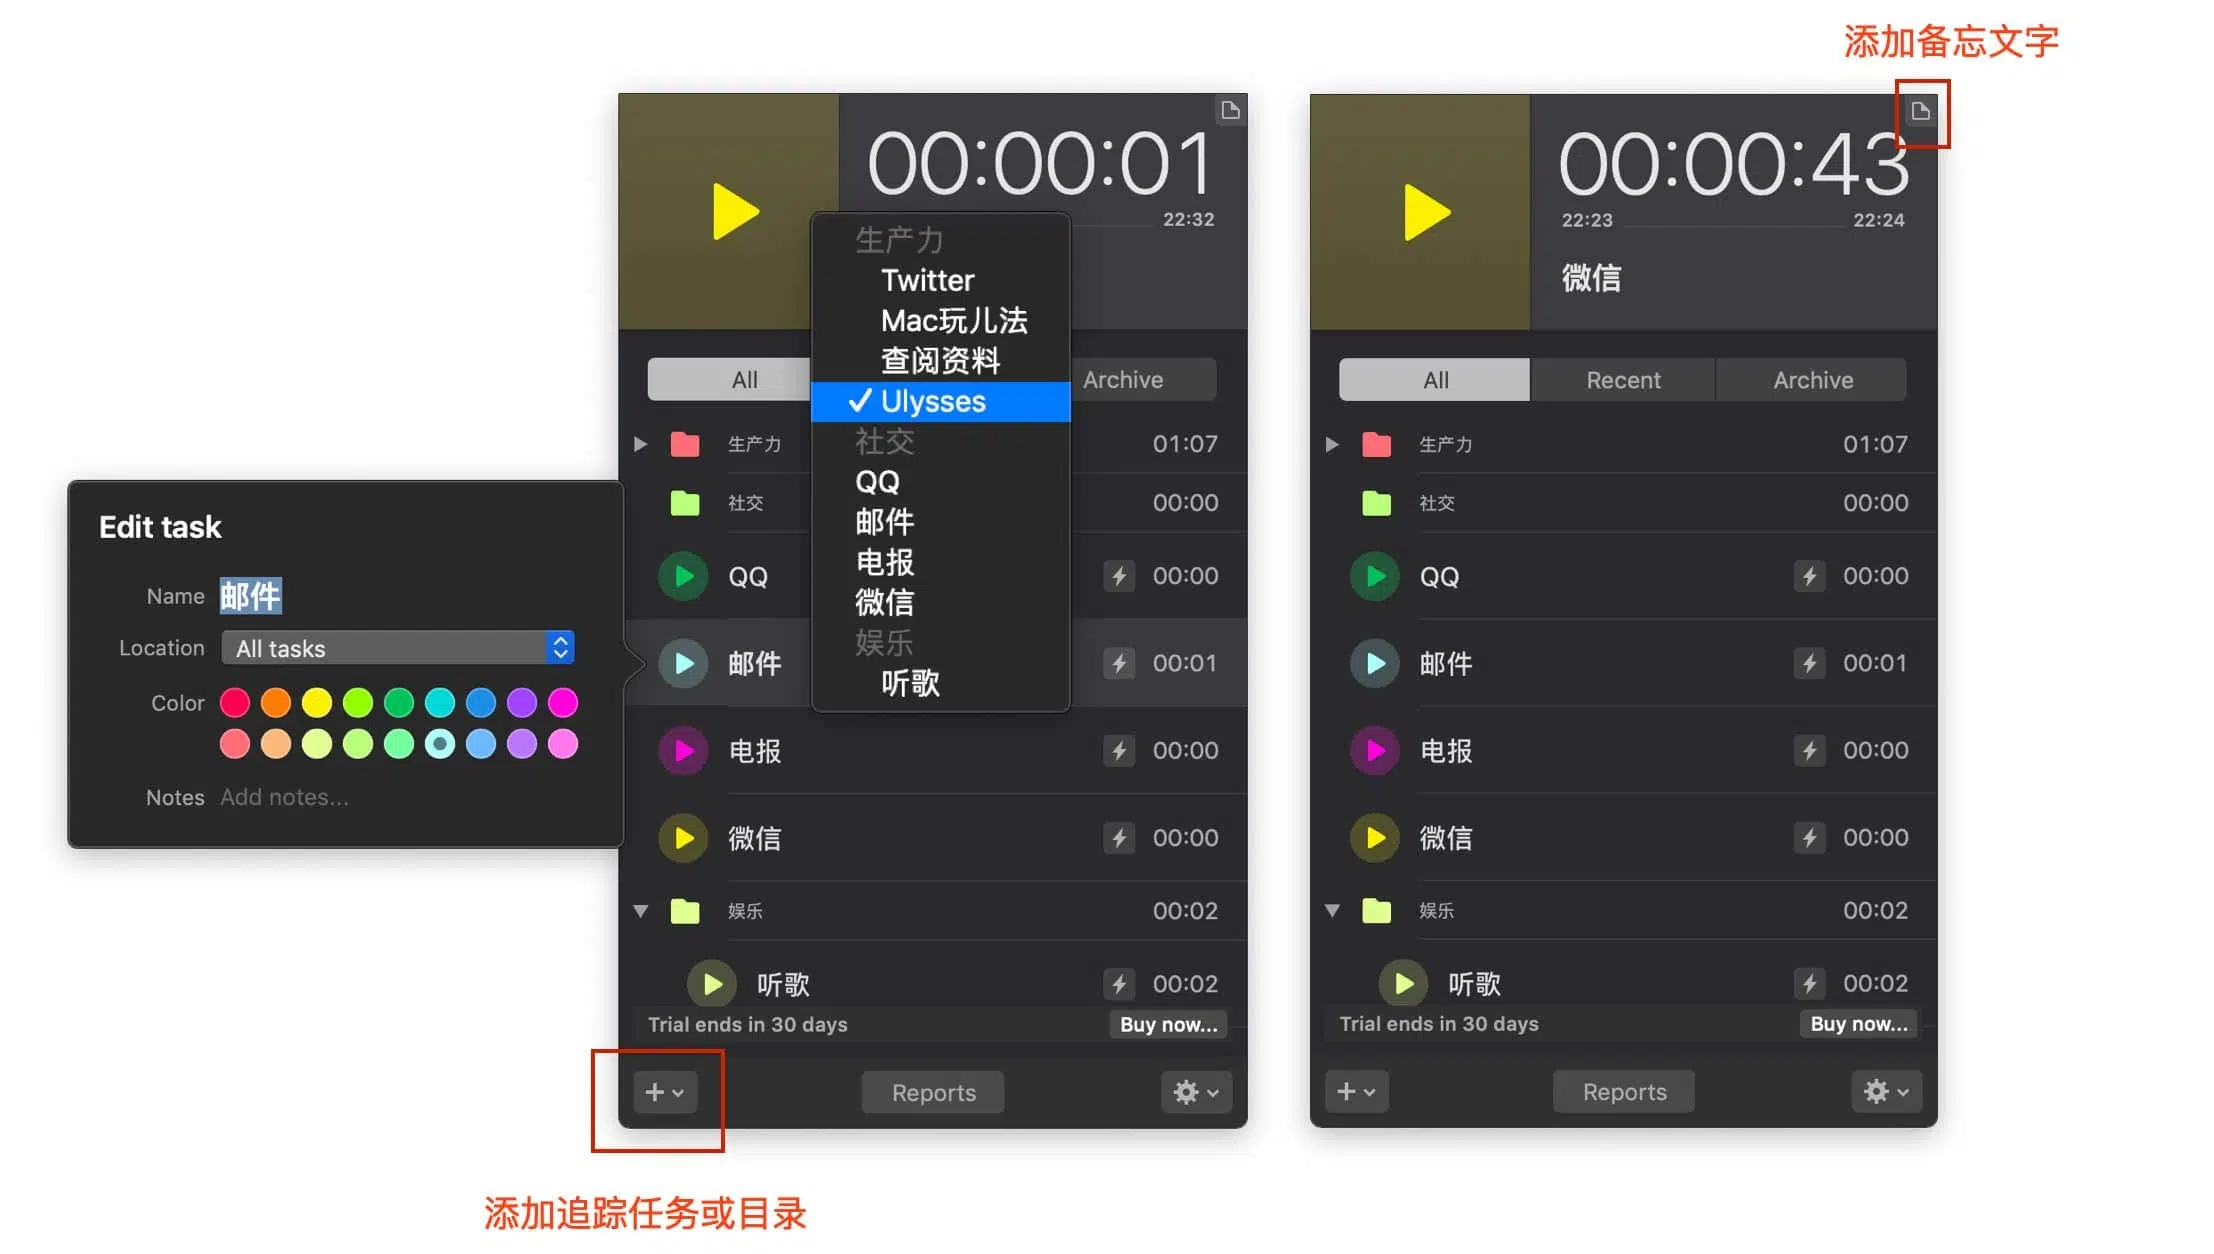 添加备忘文字
Edit task
Name 邮件
Location All tasks
Color
Notes Add notes...
00:00:01
22:32
生产力
Twitter
Mac玩儿法
查阅资料
✓ Ulysses
社交
QQ
邮件
电报
微信
娱乐
听歌
All Archive
生产力 01:07
社交 00:00
QQ 00:00
邮件 00:01
电报 00:00
微信 00:00
娱乐 00:02
听歌 00:02
Trial ends in 30 days Buy now...
Reports
添加追踪任务或目录
00:00:43
22:23 22:24
微信
All Recent Archive
生产力 01:07
社交 00:00
QQ 00:00
邮件 00:01
电报 00:00
微信 00:00
娱乐 00:02
听歌 00:02
Trial ends in 30 days Buy now...
Reports